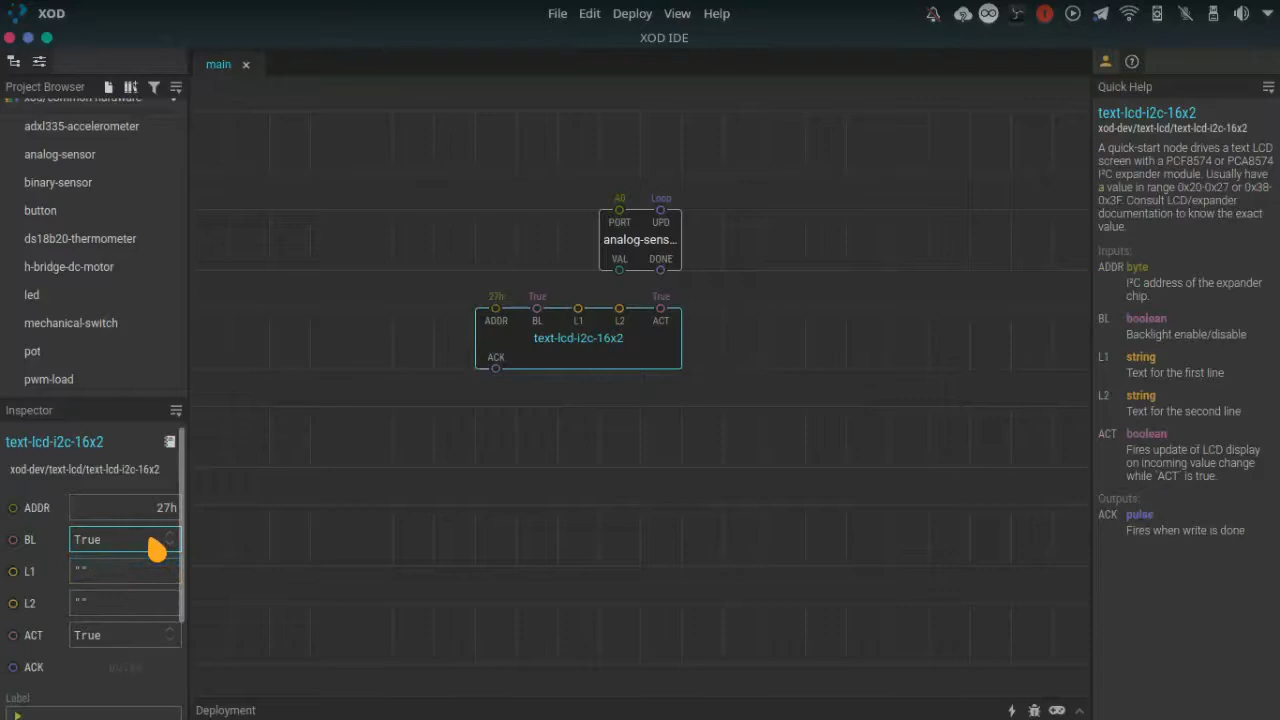 XOD
File Edit Deploy View Help
XOD IDE
main
Project Browser
Quick Help
xod/common-hardware
adxl335-accelerometer
analog-sensor
binary-sensor
button
ds18b20-thermometer
h-bridge-dc-motor
led
mechanical-switch
pot
pwm-load
Inspector
text-lcd-i2c-16x2
xod-dev/text-lcd/text-lcd-i2c-16x2
ADDR 27h
BL True
L1 ""
L2 ""
ACT True
ACK
Label
A0 Loop
PORT UPD
analog-sens...
VAL DONE
27h True True
ADDR BL L1 L2 ACT
text-lcd-i2c-16x2
ACK
Deployment
text-lcd-i2c-16x2
xod-dev/text-lcd/text-lcd-i2c-16x2
A quick-start node drives a text LCD
screen with a PCF8574 or PCA8574
I²C expander module. Usually have
a value in range 0x20-0x27 or 0x38-
0x3F. Consult LCD/expander
documentation to know the exact
value.
Inputs:
ADDR byte
I²C address of the expander
chip.
BL boolean
Backlight enable/disable
L1 string
Text for the first line
L2 string
Text for the second line
ACT boolean
Fires update of LCD display
on incoming value change
while `ACT` is true.
Outputs:
ACK pulse
Fires when write is done